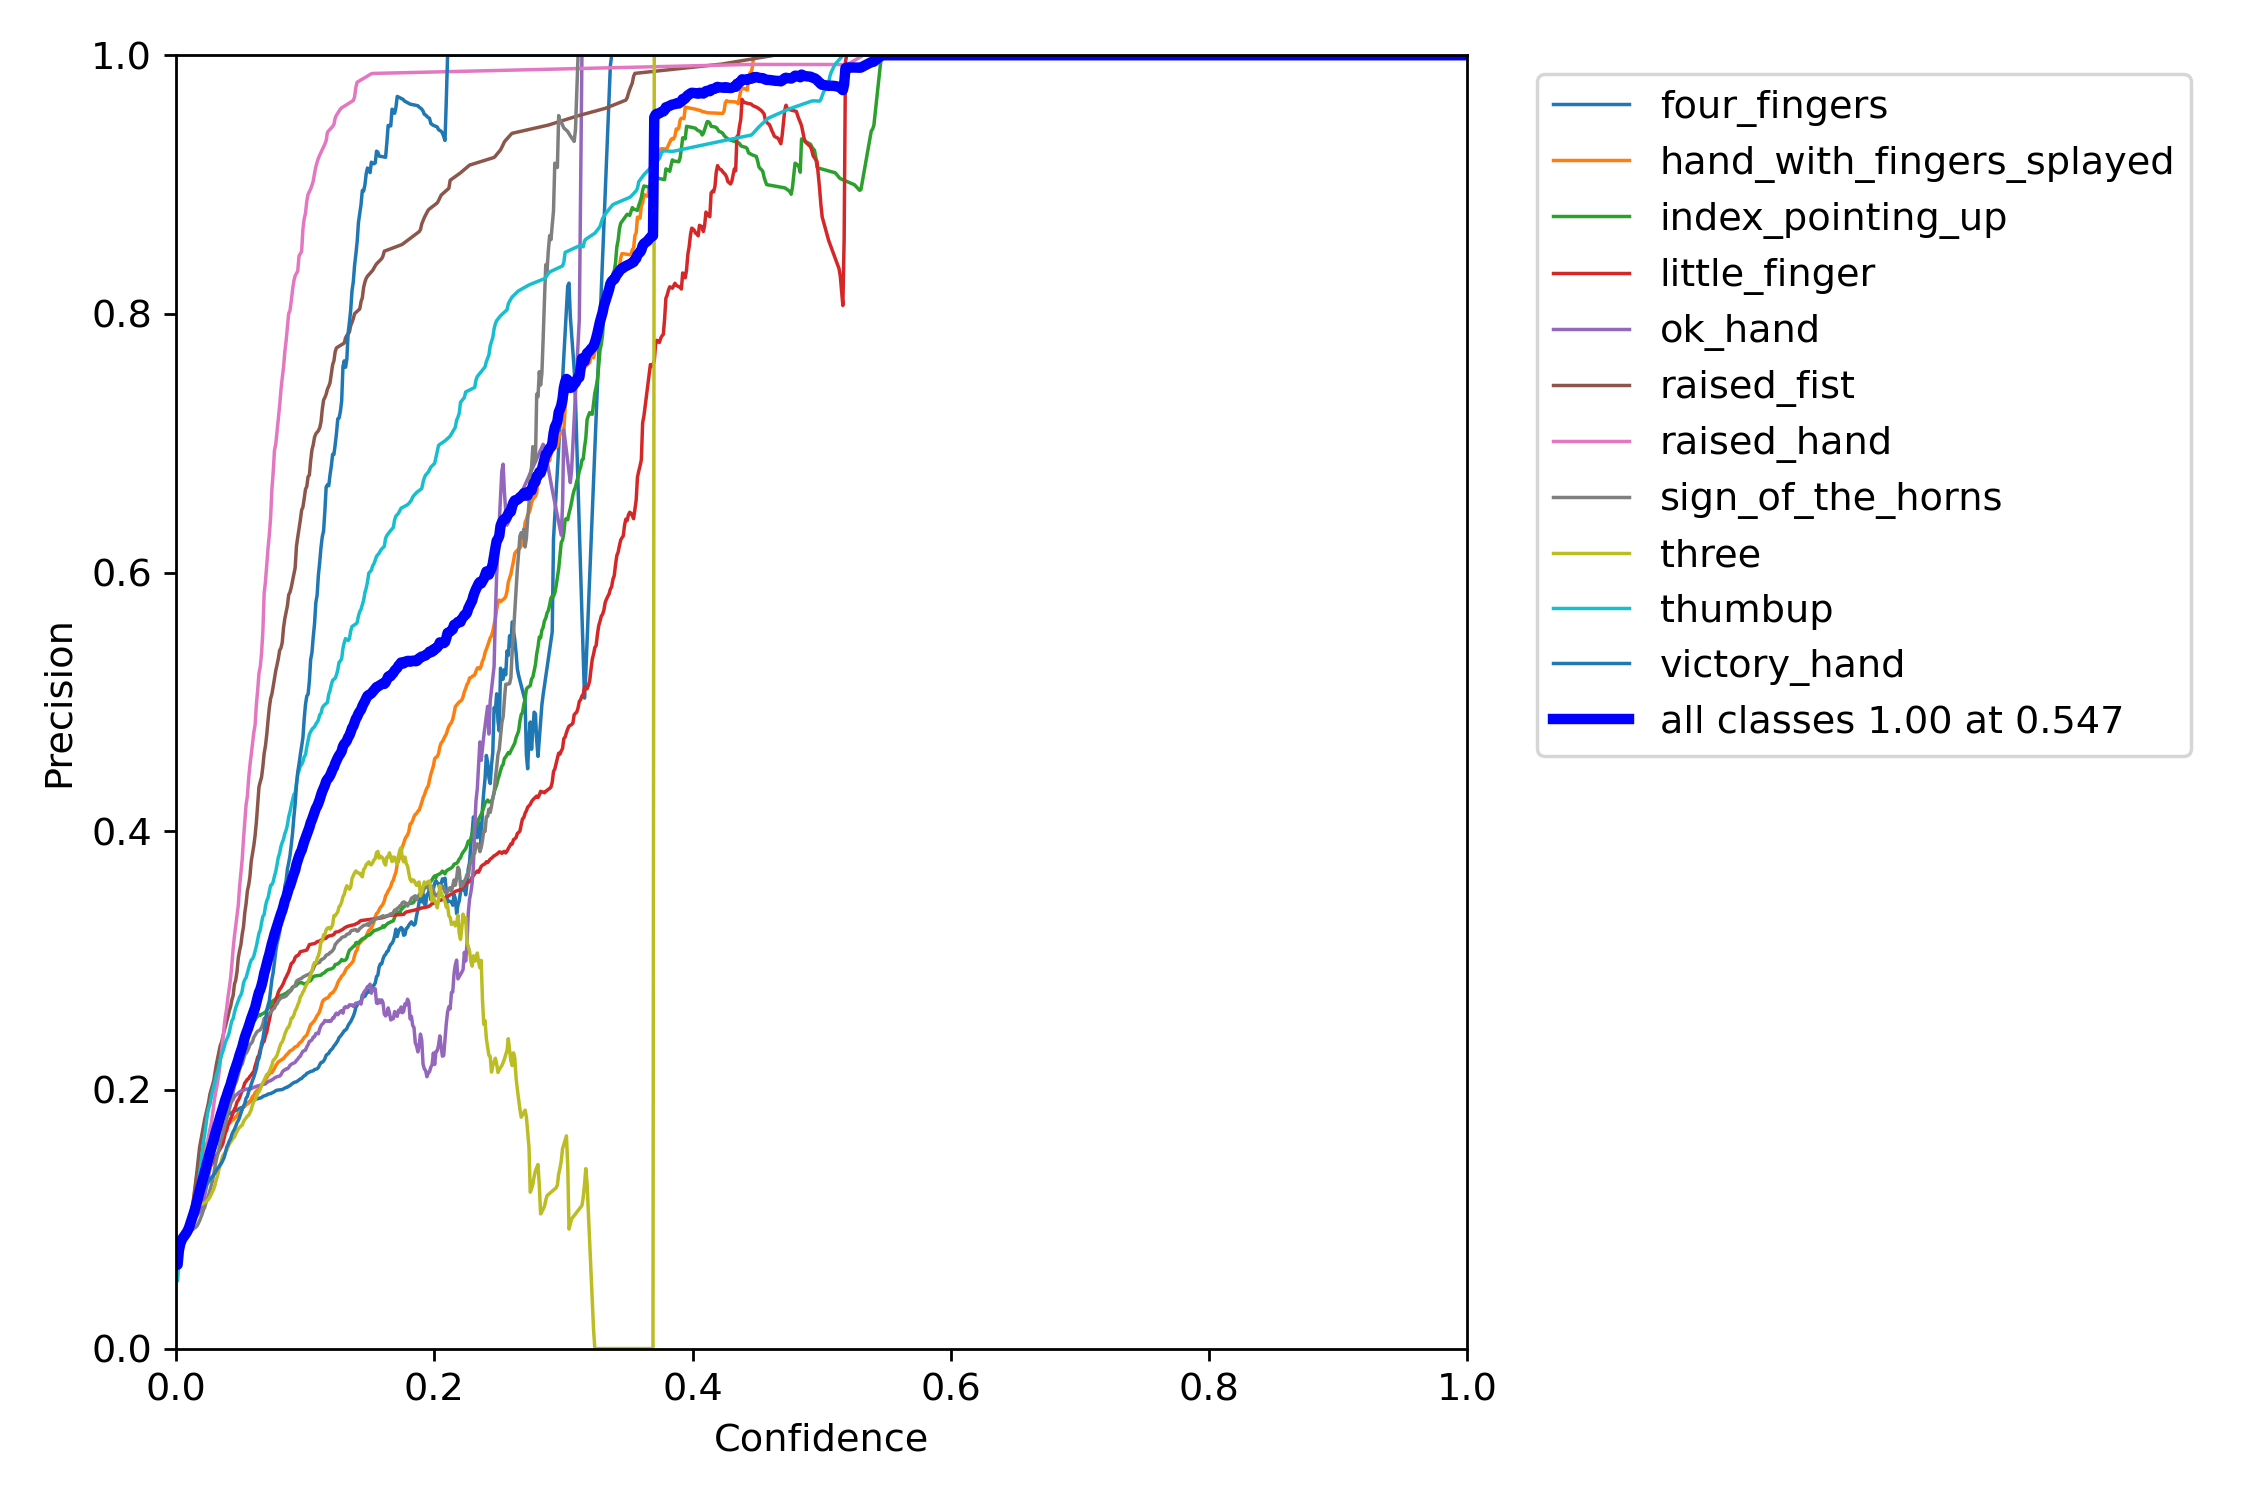 1.0
0.8
0.6
0.4
0.2
0.0
Precision
0.0 0.2 0.4 0.6 0.8 1.0
Confidence
four_fingers
hand_with_fingers_splayed
index_pointing_up
little_finger
ok_hand
raised_fist
raised_hand
sign_of_the_horns
three
thumbup
victory_hand
all classes 1.00 at 0.547